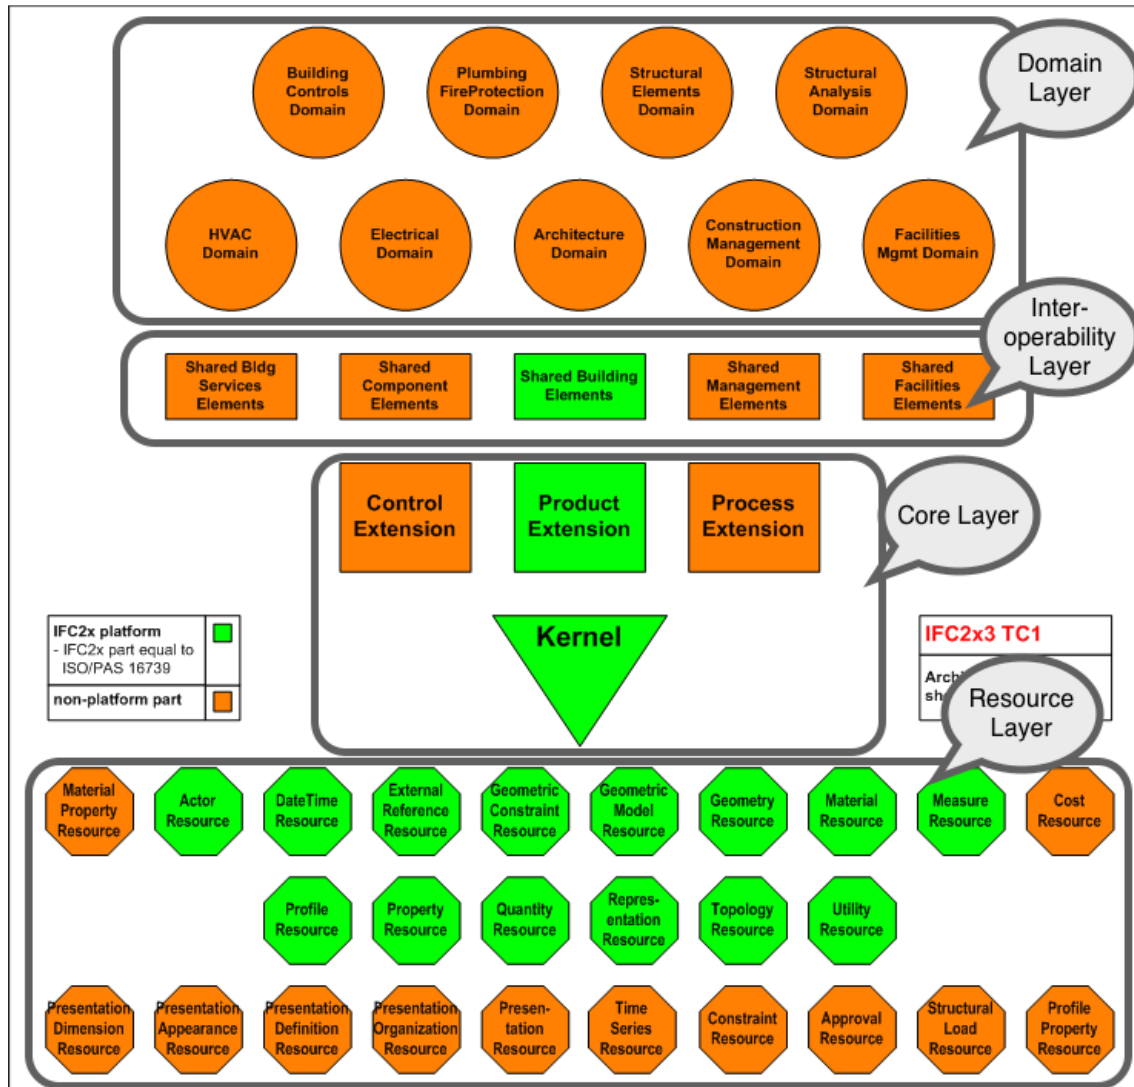 Building
Controls
Domain
Plumbing
FireProtection
Domain
Structural
Elements
Domain
Structural
Analysis
Domain
Domain
Layer
HVAC
Domain
Electrical
Domain
Architecture
Domain
Construction
Management
Domain
Facilities
Mgmt Domain
Inter-
operability
Layer
Shared Bldg
Services
Elements
Shared
Component
Elements
Shared Building
Elements
Shared
Management
Elements
Shared
Facilities
Elements
Control
Extension
Product
Extension
Process
Extension
Core Layer
Kernel
IFC2x platform
- IFC2x part equal to
ISO/PAS 16739
non-platform part
IFC2x3 TC1
Resource
Layer
Material
Property
Resource
Actor
Resource
DateTime
Resource
External
Reference
Resource
Geometric
Constraint
Resource
Geometric
Model
Resource
Geometry
Resource
Material
Resource
Measure
Resource
Cost
Resource
Profile
Resource
Property
Resource
Quantity
Resource
Repres-
entation
Resource
Topology
Resource
Utility
Resource
Presentation
Dimension
Resource
Presentation
Appearance
Resource
Presentation
Definition
Resource
Presentation
Organization
Resource
Presen-
tation
Resource
Time
Series
Resource
Constraint
Resource
Approval
Resource
Structural
Load
Resource
Profile
Property
Resource